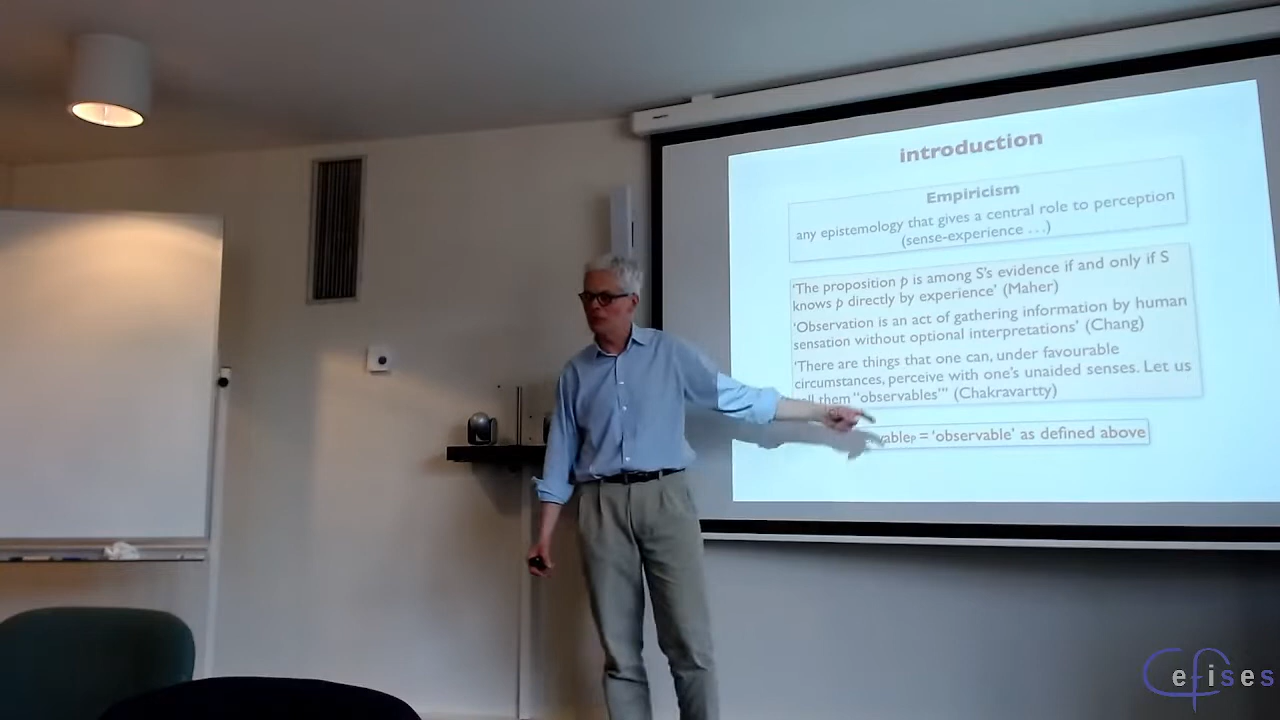 introduction
Empiricism
any epistemology that gives a central role to perception
(sense-experience . . .)
'The proposition p is among S's evidence if and only if S
knows p directly by experience' (Maher)
'Observation is an act of gathering information by human
sensation without optional interpretations' (Chang)
'There are things that one can, under favourable
circumstances, perceive with one's unaided senses. Let us
them "observables"' (Chakravartty)
= 'observable' as defined above
efises